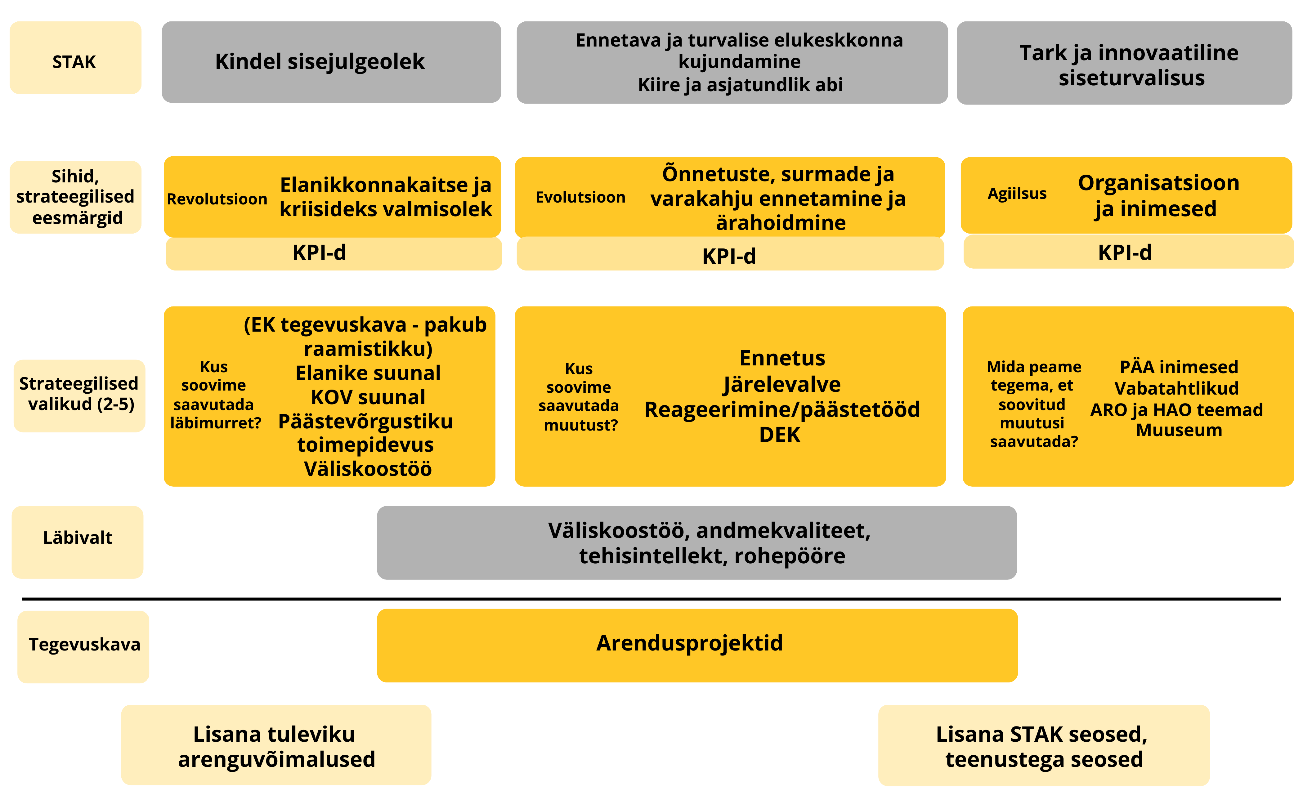 STAK
Kindel sisejulgeolek
Ennetava ja turvalise elukeskkonna
kujundamine
Kiire ja asjatundlik abi
Tark ja innovaatiline
siseturvalisus
Sihid,
strateegilised
eesmärgid
Revolutsioon
Elanikkonnakaitse ja
kriisideks valmisolek
KPI-d
Evolutsioon
Õnnetuste, surmade ja
varakahju ennetamine ja
ärahoidmine
KPI-d
Agiilsus
Organisatsioon
ja inimesed
KPI-d
Strateegilised
valikud (2-5)
Kus
soovime
saavutada
läbimurret?
(EK tegevuskava - pakub
raamistikku)
Elanike suunal
KOV suunal
Päästevõrgustiku
toimepidevus
Väliskoostöö
Kus
soovime
saavutada
muutust?
Ennetus
Järelevalve
Reageerimine/päästetööd
DEK
Mida peame
tegema, et
soovitud
muutusi
saavutada?
PÄA inimesed
Vabatahtlikud
ARO ja HAO teemad
Muuseum
Läbivalt
Väliskoostöö, andmekvaliteet,
tehisintellekt, rohepööre
Tegevuskava
Arendusprojektid
Lisana tuleviku
arenguvõimalused
Lisana STAK seosed,
teenustega seosed